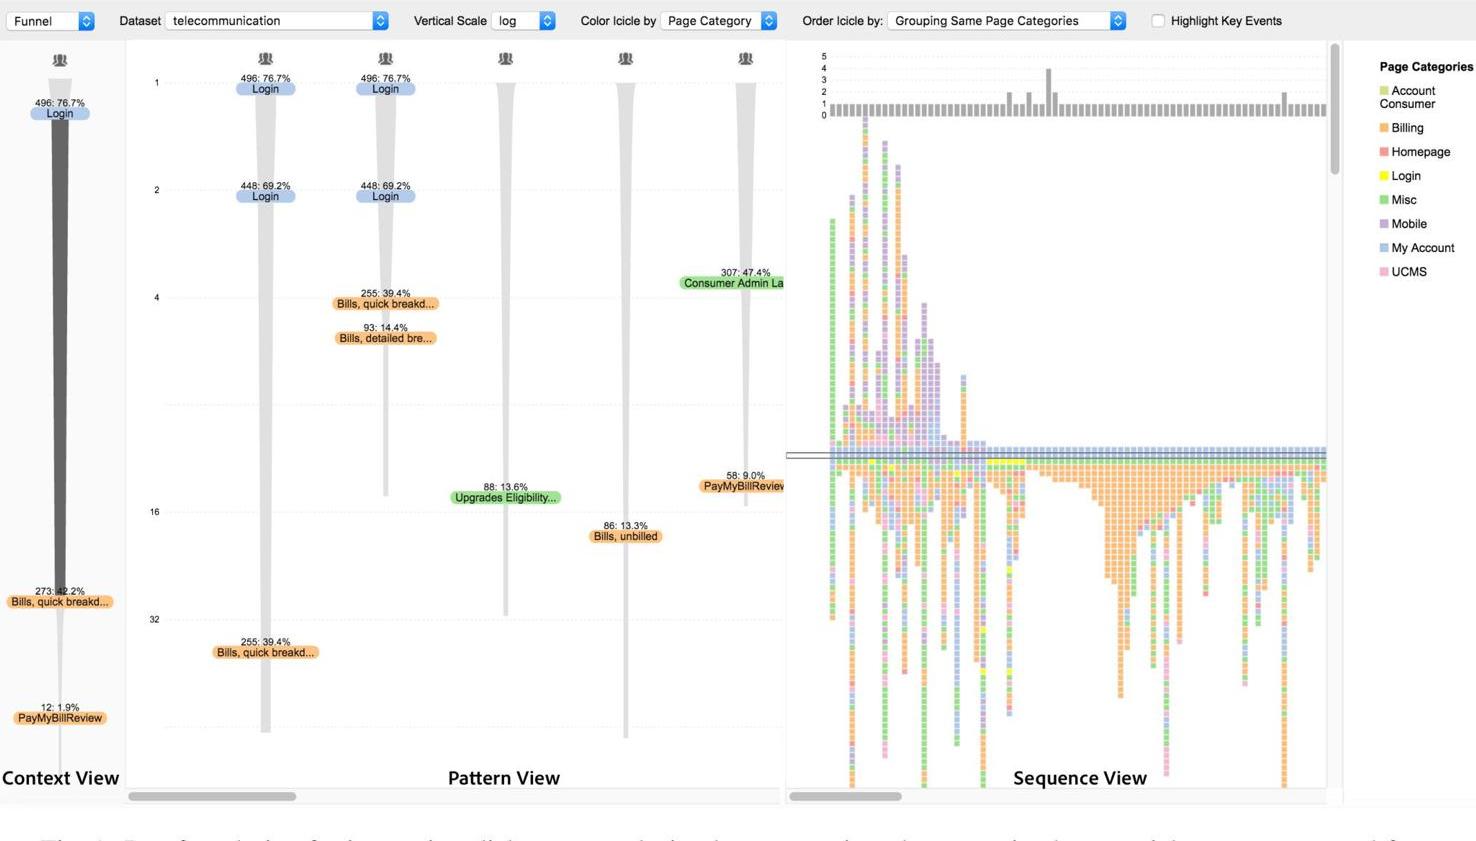 Funnel
Dataset telecommunication
Vertical Scale log
Color Icicle by Page Category
Order Icicle by: Grouping Same Page Categories
Highlight Key Events
496: 76.7%
Login
273: 42.2%
Bills, quick breakd...
12: 1.9%
PayMyBillReview
Context View
1
2
4
16
32
496: 76.7%
Login
448: 69.2%
Login
255: 39.4%
Bills, quick breakd...
496: 76.7%
Login
448: 69.2%
Login
255: 39.4%
Bills, quick breakd...
93: 14.4%
Bills, detailed bre...
88: 13.6%
Upgrades Eligibility...
86: 13.3%
Bills, unbilled
307: 47.4%
Consumer Admin La
58: 9.0%
PayMyBillReview
Pattern View
5
4
3
2
1
0
Sequence View
Page Categories
Account
Consumer
Billing
Homepage
Login
Misc
Mobile
My Account
UCMS